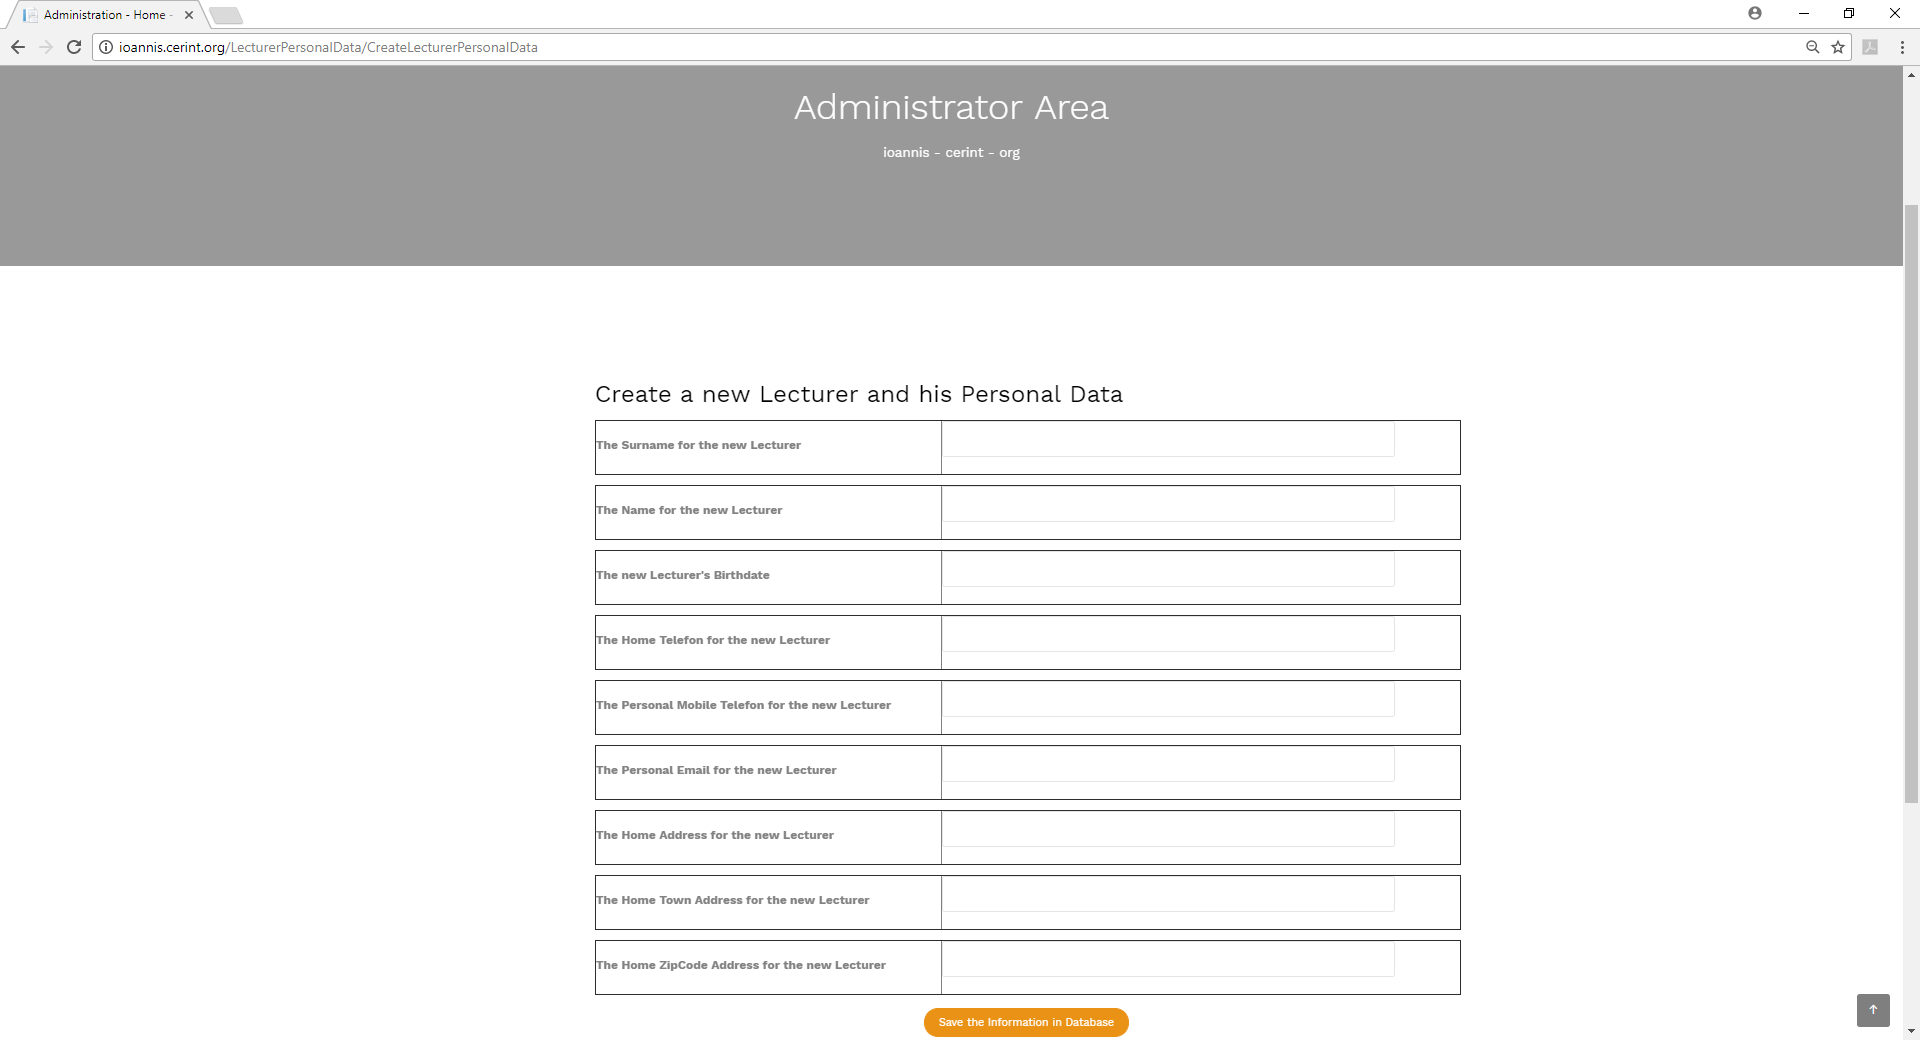 Administration - Home -
ioannis.cerint.org/LecturerPersonalData/CreateLecturerPersonalData
Administrator Area
ioannis - cerint - org
Create a new Lecturer and his Personal Data
The Surname for the new Lecturer
The Name for the new Lecturer
The new Lecturer's Birthdate
The Home Telefon for the new Lecturer
The Personal Mobile Telefon for the new Lecturer
The Personal Email for the new Lecturer
The Home Address for the new Lecturer
The Home Town Address for the new Lecturer
The Home ZipCode Address for the new Lecturer
Save the Information in Database